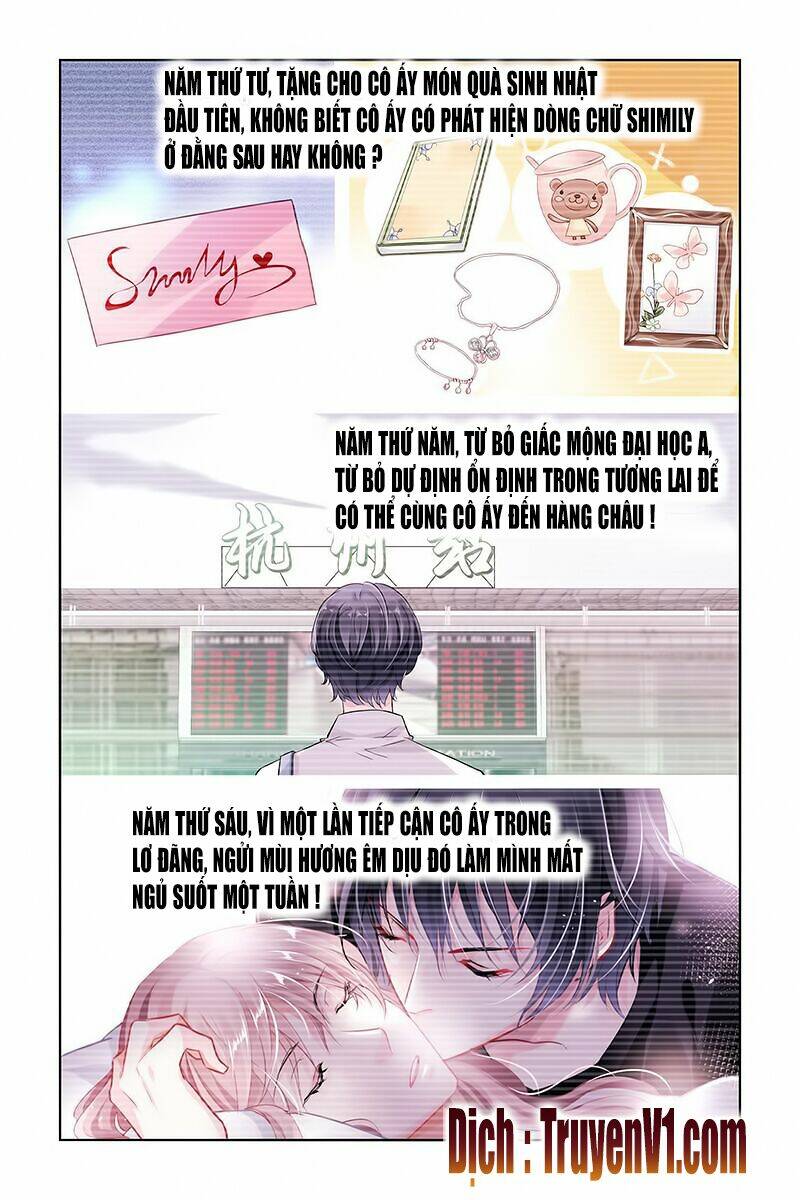 NĂM THỨ TƯ, TẶNG CHO CÔ ẤY MÓN QUÀ SINH NHẬT
ĐẦU TIÊN, KHÔNG BIẾT CÔ ẤY CÓ PHÁT HIỆN DÒNG CHỮ SHIMILY
Ở ĐẰNG SAU HAY KHÔNG ?
NĂM THỨ NĂM, TỪ BỎ GIẤC MỘNG ĐẠI HỌC A,
TỪ BỎ DỰ ĐỊNH ỔN ĐỊNH TRONG TƯƠNG LAI ĐỂ
CÓ THỂ CÙNG CÔ ẤY ĐẾN HÀNG CHÂU !
杭州站
NĂM THỨ SÁU, VÌ MỘT LẦN TIẾP CẬN CÔ ẤY TRONG
LƠ ĐÃNG, NGỬI MÙI HƯƠNG ÊM DỊU ĐÓ LÀM MÌNH MẤT
NGỦ SUỐT MỘT TUẦN !
Dịch : TruyenV1.com